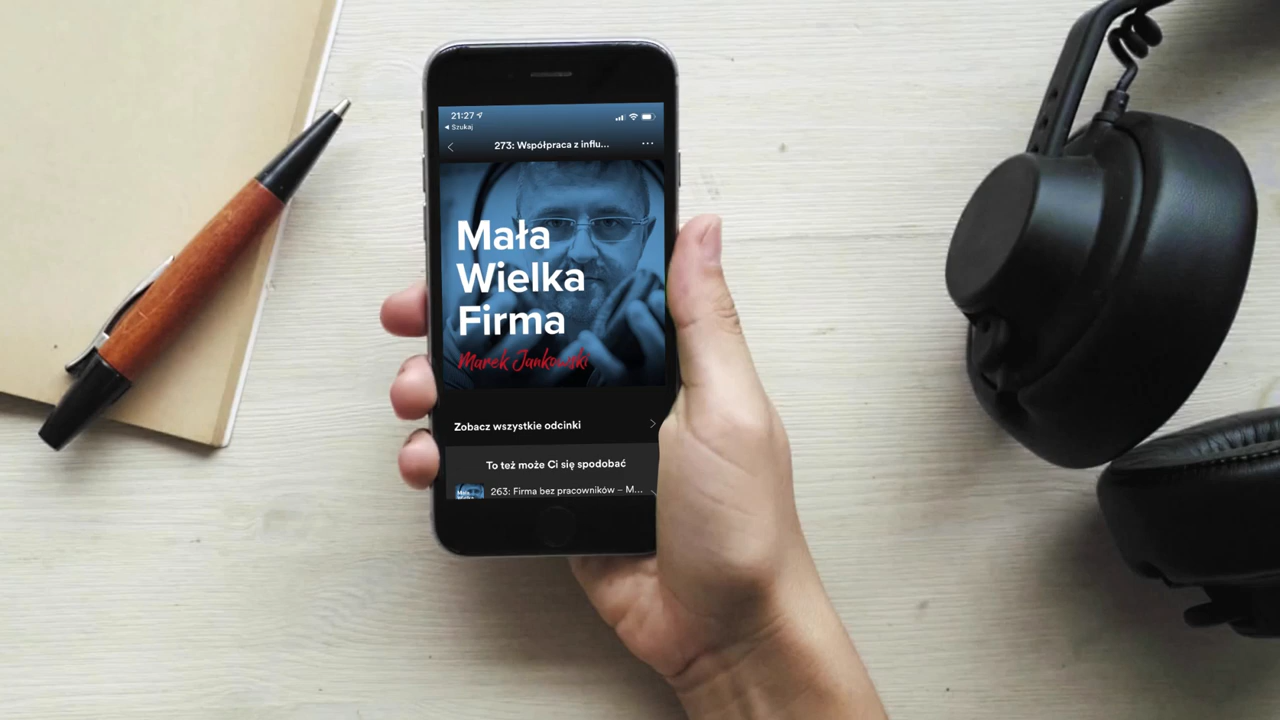 21:27
Szukaj
273: Współpraca z influ...
Mała
Wielka
Firma
Marek Jankowski
Zobacz wszystkie odcinki
To też może Ci się spodobać
263: Firma bez pracowników – M...